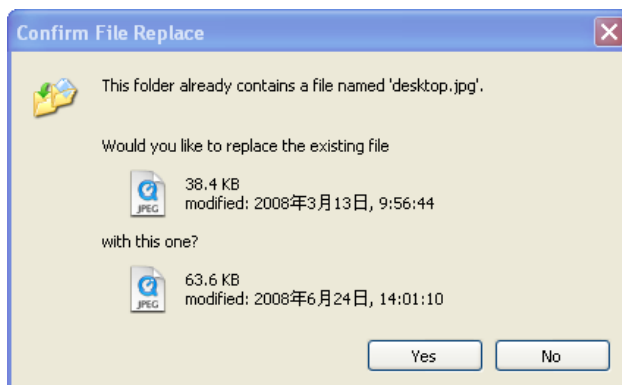 Confirm File Replace
This folder already contains a file named 'desktop.jpg'.
Would you like to replace the existing file
JPEG
38.4 KB
modified: 2008年3月13日, 9:56:44
with this one?
JPEG
63.6 KB
modified: 2008年6月24日, 14:01:10
Yes No